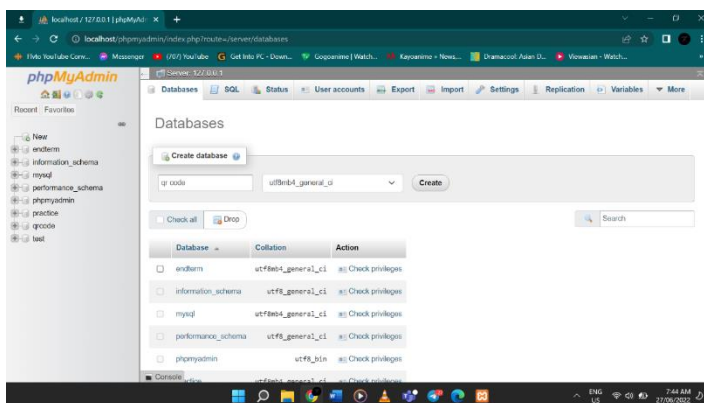 localhost / 127.0.0.1 | phpMyAd
localhost/phpmyadmin/index.php?route=/server/databases
Messenger
(707) YouTube
Get Into PC - Down...
Gogoanime | Watch...
Kayoanime • News...
Dramacool: Asian D...
Viewasian - Watch...
phpMyAdmin
Recent Favorites
New
endterm
information_schema
mysql
performance_schema
phpmyadmin
practice
qrcode
test
Server: 127.0.0.1
Databases SQL Status User accounts Export Import Settings Replication Variables More
Databases
Create database
qr code utf8mb4_general_ci Create
Check all Drop Search
Database Collation Action
endterm utf8mb4_general_ci Check privileges
information_schema utf8_general_ci Check privileges
mysql utf8mb4_general_ci Check privileges
performance_schema utf8_general_ci Check privileges
phpmyadmin utf8_bin Check privileges
Console utf8mb4_general_ci Check privileges
ENG
US
7:44 AM
27/06/2022